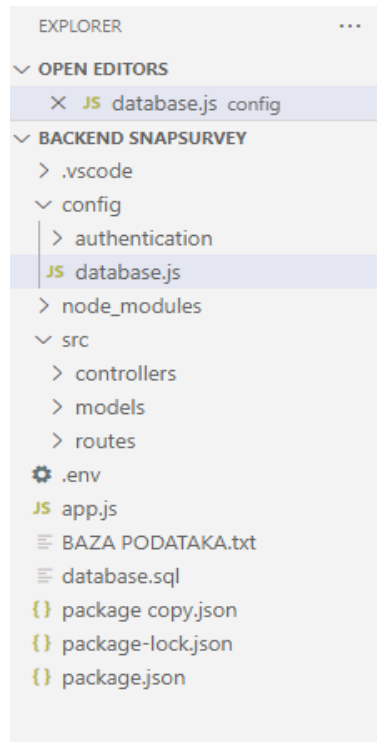 EXPLORER
OPEN EDITORS
JS database.js config
BACKEND SNAPSURVEY
.vscode
config
authentication
JS database.js
node_modules
src
controllers
models
routes
.env
JS app.js
BAZA PODATAKA.txt
database.sql
{} package copy.json
{} package-lock.json
{} package.json